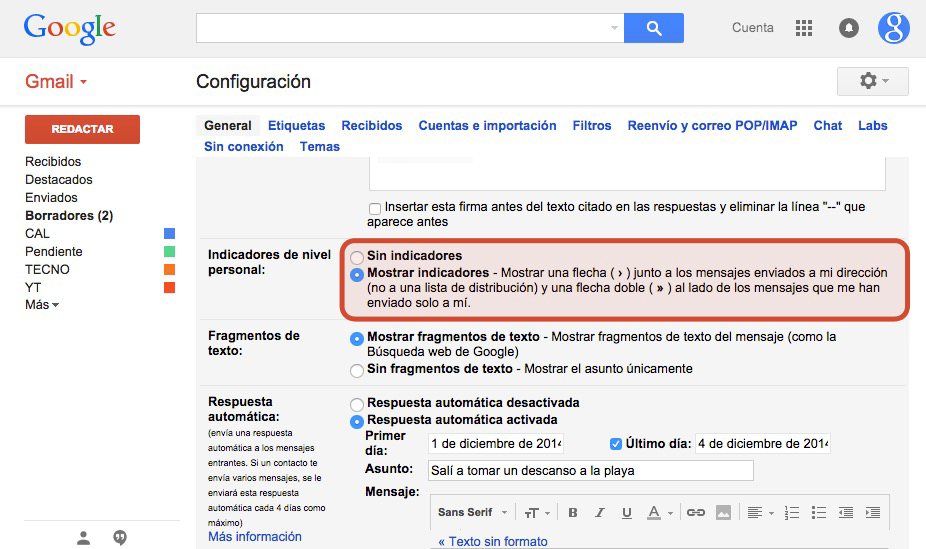 Google
Cuenta
Gmail
Configuración
REDACTAR
Recibidos
Destacados
Enviados
Borradores (2)
CAL
Pendiente
TECNO
YT
Más
General Etiquetas Recibidos Cuentas e importación Filtros Reenvío y correo POP/IMAP Chat Labs
Sin conexión Temas
Insertar esta firma antes del texto citado en las respuestas y eliminar la línea "--" que
aparece antes
Indicadores de nivel
personal:
Sin indicadores
Mostrar indicadores - Mostrar una flecha ( › ) junto a los mensajes enviados a mi dirección
(no a una lista de distribución) y una flecha doble ( » ) al lado de los mensajes que me han
enviado solo a mí.
Fragmentos de
texto:
Mostrar fragmentos de texto - Mostrar fragmentos de texto del mensaje (como la
Búsqueda web de Google)
Sin fragmentos de texto - Mostrar el asunto únicamente
Respuesta
automática:
(envía una respuesta
automática a los mensajes
entrantes. Si un contacto te
envía varios mensajes, se le
enviará esta respuesta
automática cada 4 días como
máximo)
Más información
Respuesta automática desactivada
Respuesta automática activada
Primer
día:
1 de diciembre de 2014
Último día: 4 de diciembre de 2014
Asunto: Salí a tomar un descanso a la playa
Mensaje:
Sans Serif
« Texto sin formato